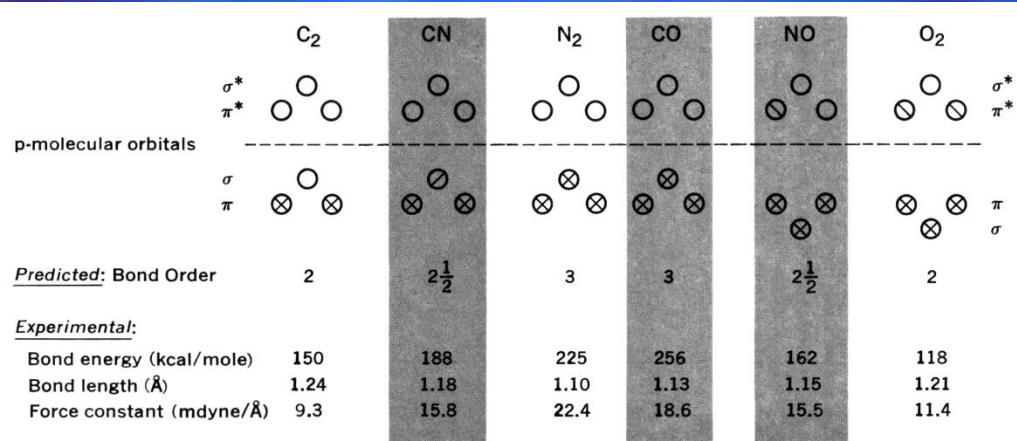 C₂ CN N₂ CO NO O₂
σ* σ*
π* π*
p-molecular orbitals
σ
π π
σ
Predicted: Bond Order 2 2½ 3 3 2½ 2
Experimental:
Bond energy (kcal/mole) 150 188 225 256 162 118
Bond length (Å) 1.24 1.18 1.10 1.13 1.15 1.21
Force constant (mdyne/Å) 9.3 15.8 22.4 18.6 15.5 11.4